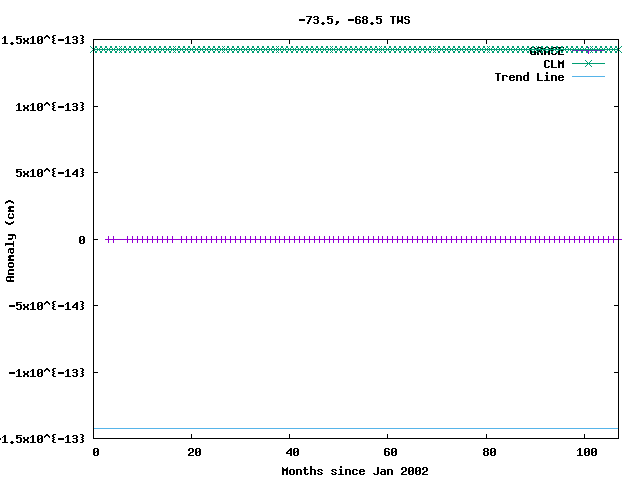 -73.5, -68.5 TWS
1.5x10^{-13}
1x10^{-13}
5x10^{-14}
0
-5x10^{-14}
-1x10^{-13}
-1.5x10^{-13}
Anomaly (cm)
GRACE
CLM
Trend Line
0 20 40 60 80 100
Months since Jan 2002